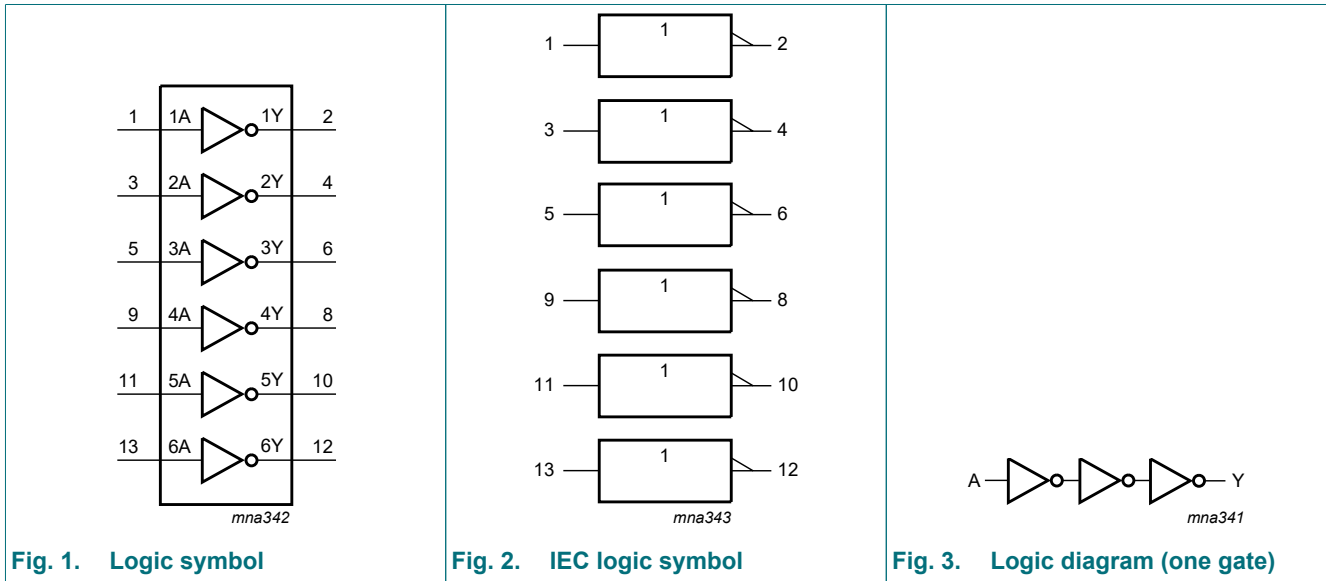 1 1A 1Y 2
3 2A 2Y 4
5 3A 3Y 6
9 4A 4Y 8
11 5A 5Y 10
13 6A 6Y 12
mna342
Fig. 1. Logic symbol
1 1 2
3 1 4
5 1 6
9 1 8
11 1 10
13 1 12
mna343
Fig. 2. IEC logic symbol
A Y
mna341
Fig. 3. Logic diagram (one gate)